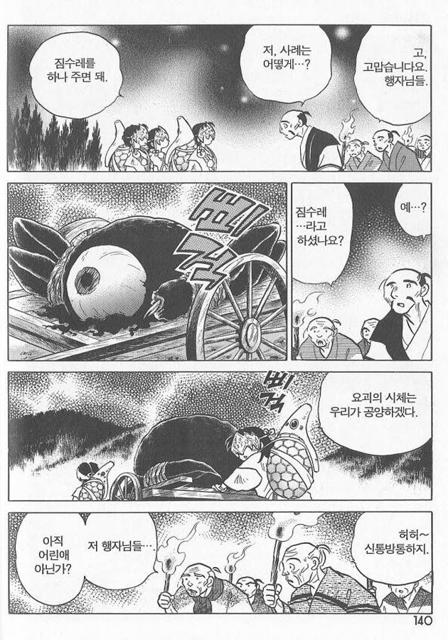 고,
고맙습니다요.
행자님들.
저, 사례는
어떻게…?
짐수레를
하나 주면 돼.
예…?
짐수레
…라고
하셨나요?
삐걱
삐걱
요괴의 시체는
우리가 공양하겠다.
허허~
신통방통하지.
저 행자님들….
아직
어린애
아닌가?
140